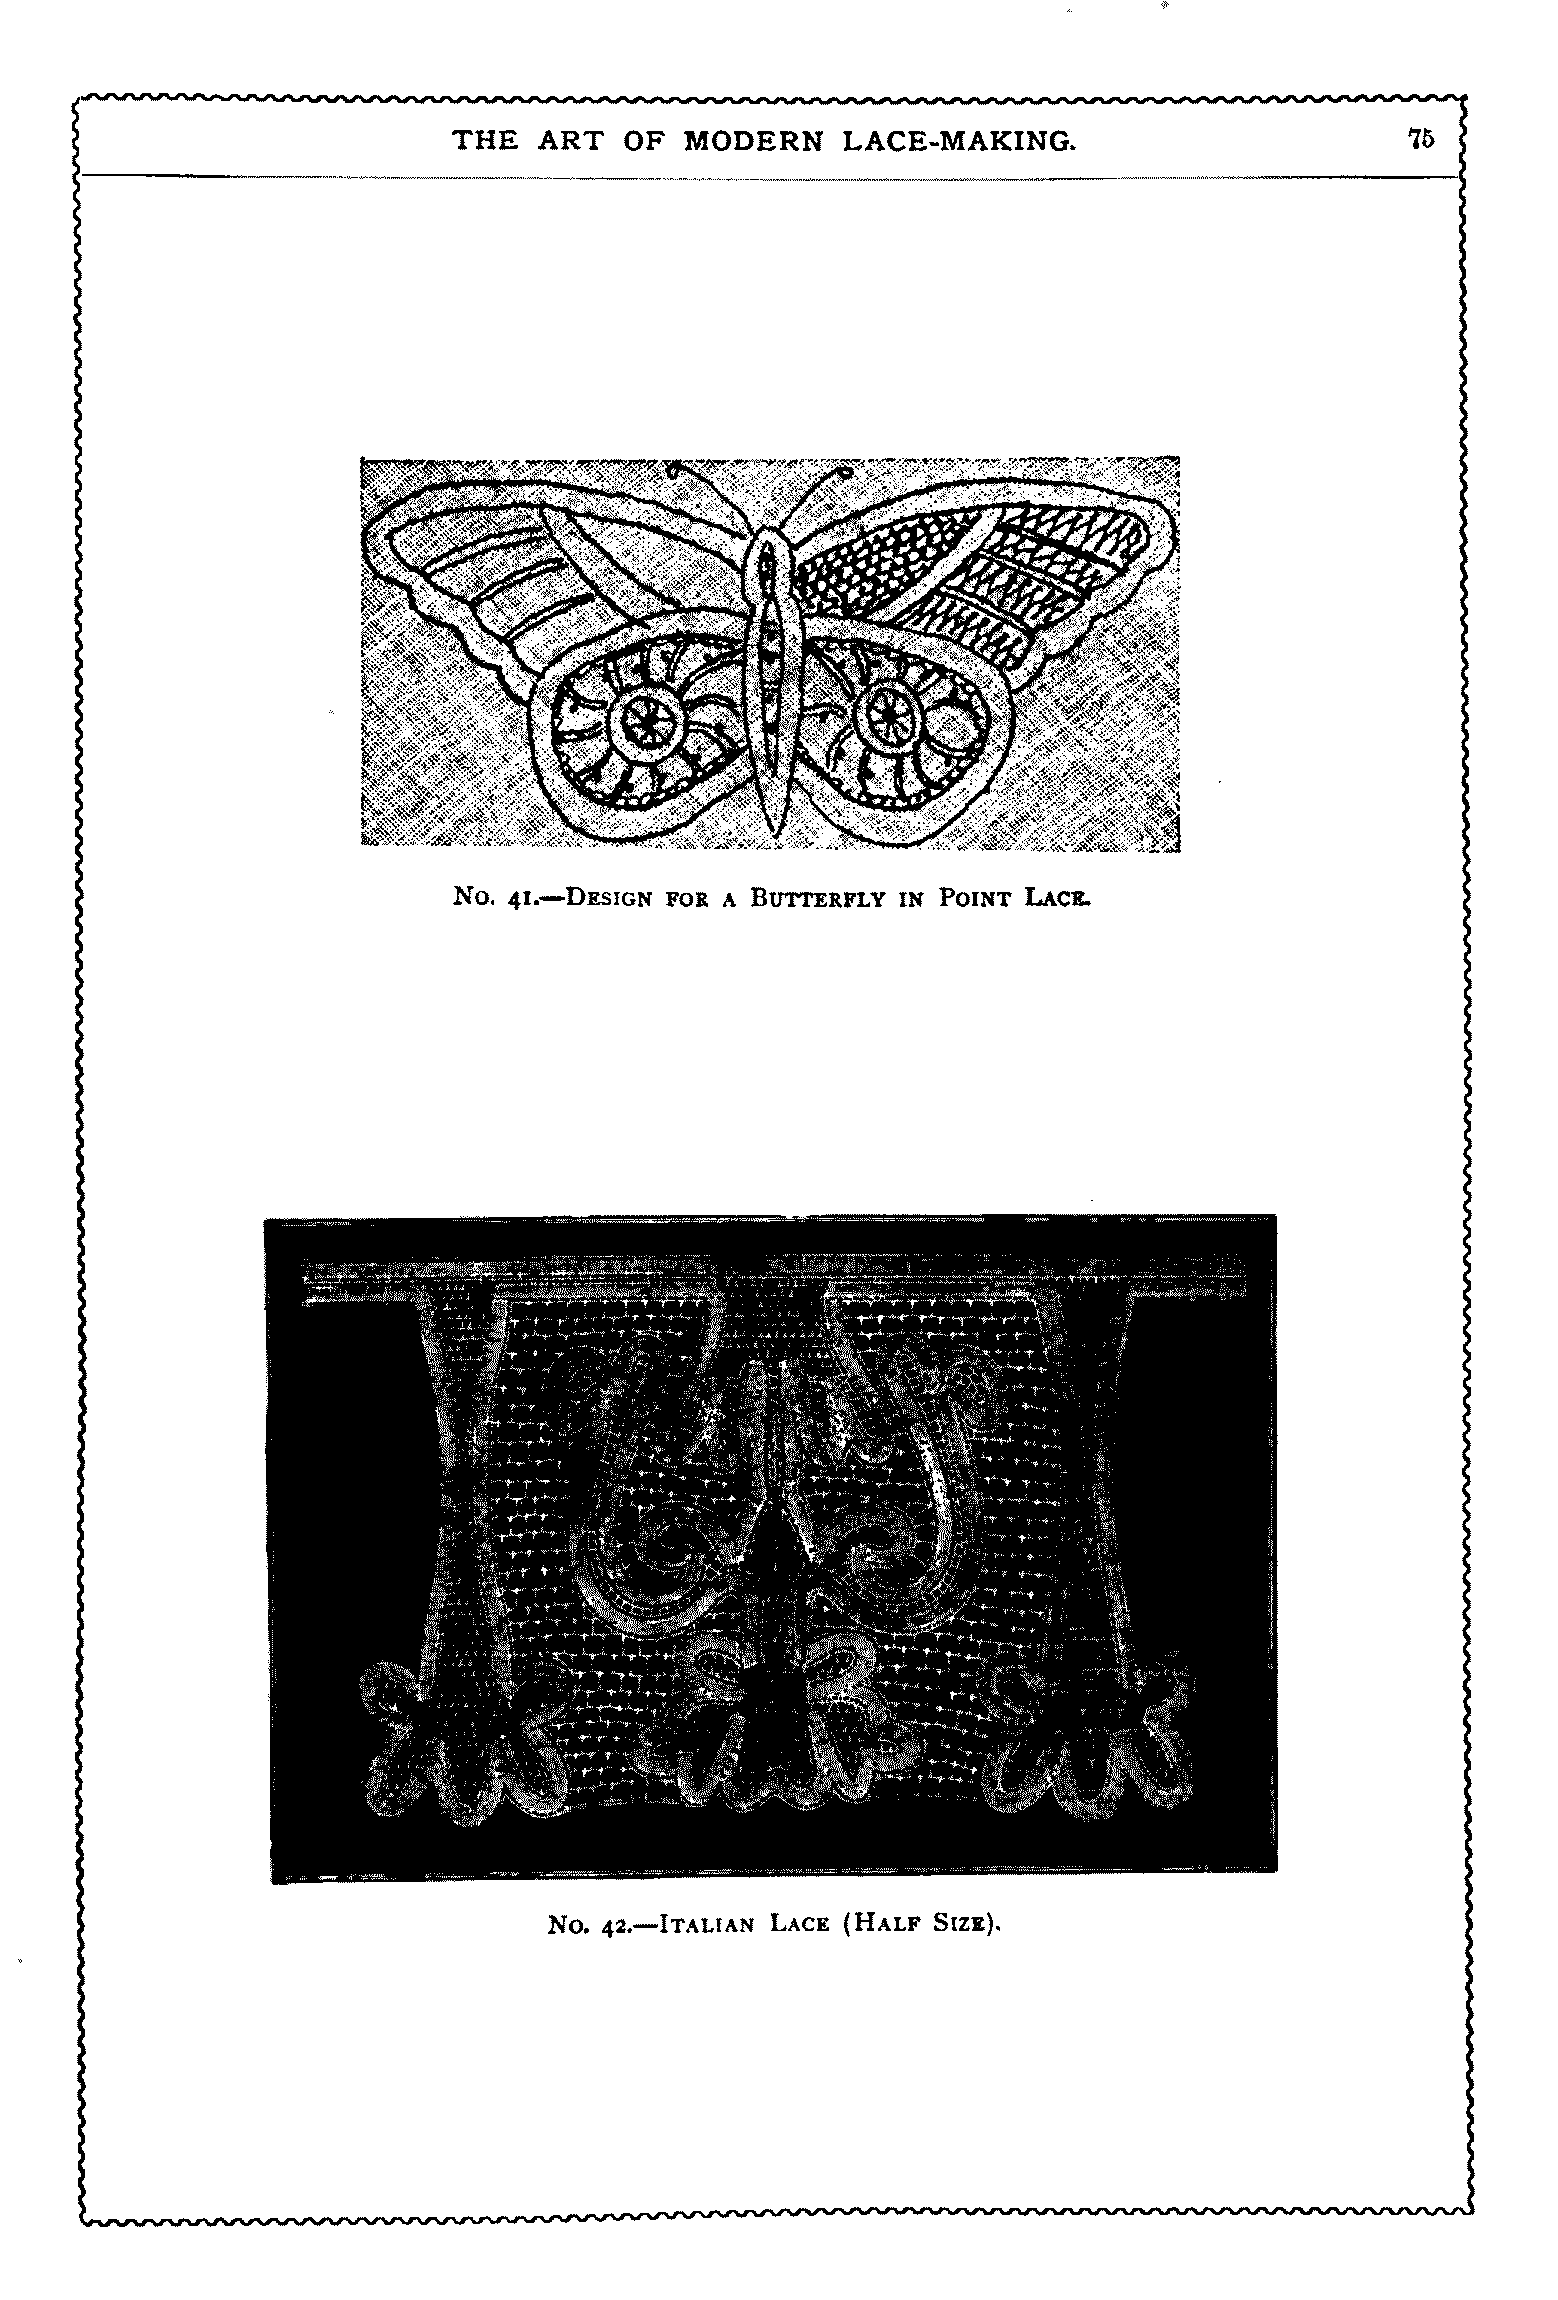 THE ART OF MODERN LACE-MAKING. 75
No. 41.—Design for a Butterfly in Point Lace.
No. 42.—Italian Lace (Half Size).